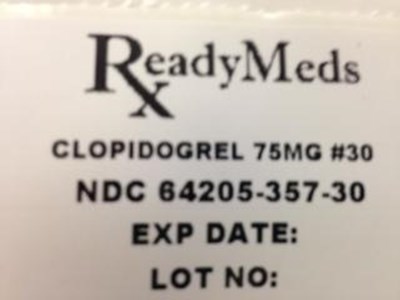 ReadyMeds
CLOPIDOGREL 75MG #30
NDC 64205-357-30
EXP DATE:
LOT NO: